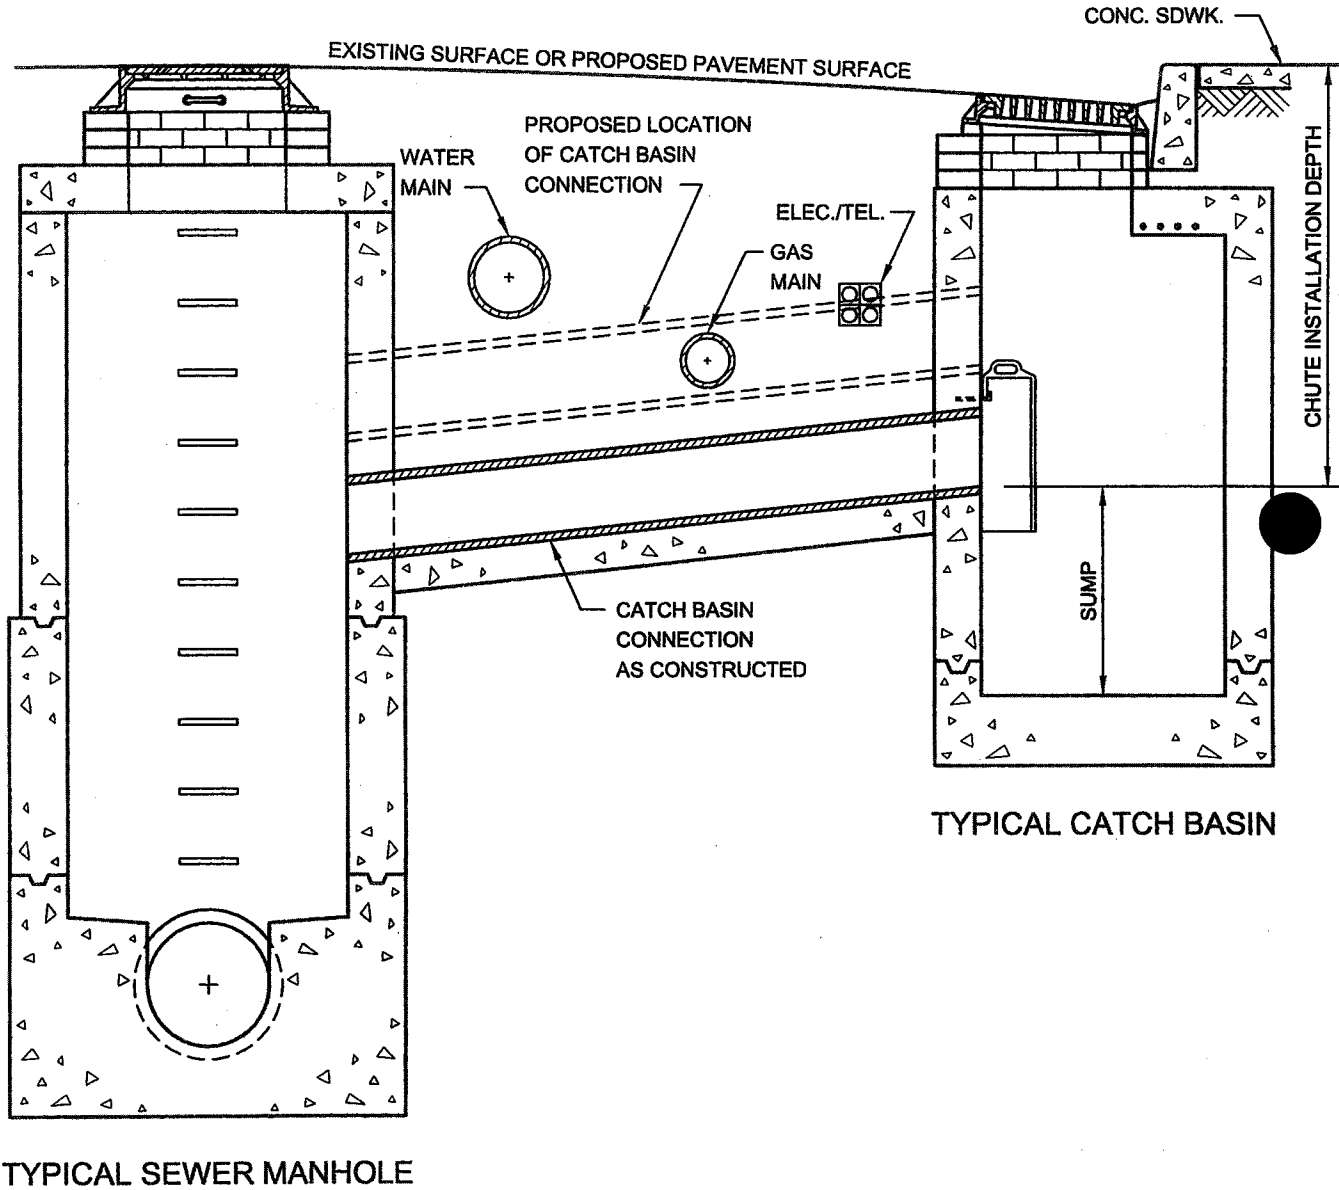 CONC. SDWK.
EXISTING SURFACE OR PROPOSED PAVEMENT SURFACE
PROPOSED LOCATION
OF CATCH BASIN
CONNECTION
WATER
MAIN
ELEC./TEL.
GAS
MAIN
CHUTE INSTALLATION DEPTH
SUMP
CATCH BASIN
CONNECTION
AS CONSTRUCTED
TYPICAL CATCH BASIN
TYPICAL SEWER MANHOLE